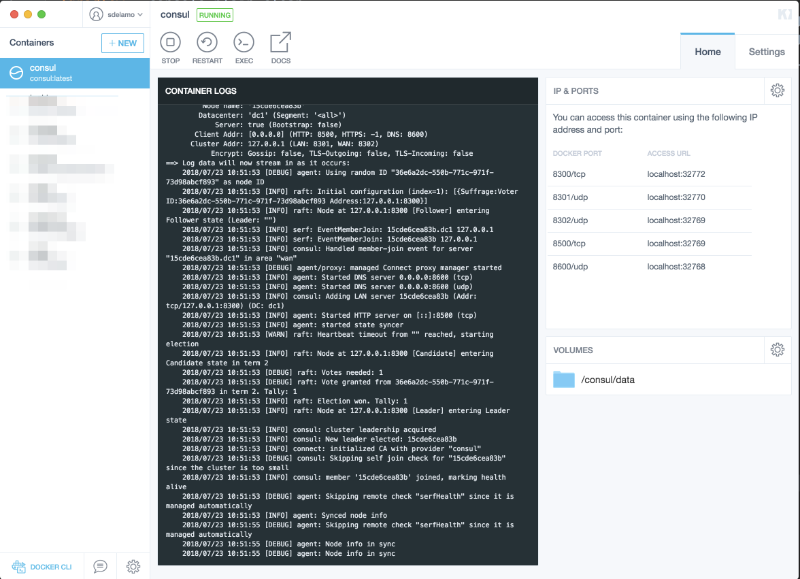 sdeiamo
consul RUNNING
Containers
+ NEW
consul
consul:latest
STOP RESTART EXEC DOCS
Home Settings
CONTAINER LOGS
Node name: '15cde6cea83b'
Datacenter: 'dc1' (Segment: '<all>')
Server: true (Bootstrap: false)
Client Addr: [0.0.0.0] (HTTP: 8500, HTTPS: -1, DNS: 8600)
Cluster Addr: 127.0.0.1 (LAN: 8301, WAN: 8302)
Encrypt: Gossip: false, TLS-Outgoing: false, TLS-Incoming: false
==> Log data will now stream in as it occurs:
2018/07/23 10:51:53 [DEBUG] agent: Using random ID "36e6a2dc-550b-771c-971f-
73d98abcf893" as node ID
2018/07/23 10:51:53 [INFO] raft: Initial configuration (index=1): [{Suffrage:Voter
ID:36e6a2dc-550b-771c-971f-73d98abcf893 Address:127.0.0.1:8300}]
2018/07/23 10:51:53 [INFO] raft: Node at 127.0.0.1:8300 [Follower] entering
Follower state (Leader: "")
2018/07/23 10:51:53 [INFO] serf: EventMemberJoin: 15cde6cea83b.dc1 127.0.0.1
2018/07/23 10:51:53 [INFO] serf: EventMemberJoin: 15cde6cea83b 127.0.0.1
2018/07/23 10:51:53 [INFO] consul: Handled member-join event for server
"15cde6cea83b.dc1" in area "wan"
2018/07/23 10:51:53 [DEBUG] agent/proxy: managed Connect proxy manager started
2018/07/23 10:51:53 [INFO] agent: Started DNS server 0.0.0.0:8600 (tcp)
2018/07/23 10:51:53 [INFO] agent: Started DNS server 0.0.0.0:8600 (udp)
2018/07/23 10:51:53 [INFO] consul: Adding LAN server 15cde6cea83b (Addr:
tcp/127.0.0.1:8300) (DC: dc1)
2018/07/23 10:51:53 [INFO] agent: Started HTTP server on [::]:8500 (tcp)
2018/07/23 10:51:53 [INFO] agent: started state syncer
2018/07/23 10:51:53 [WARN] raft: Heartbeat timeout from "" reached, starting
election
2018/07/23 10:51:53 [INFO] raft: Node at 127.0.0.1:8300 [Candidate] entering
Candidate state in term 2
2018/07/23 10:51:53 [DEBUG] raft: Votes needed: 1
2018/07/23 10:51:53 [DEBUG] raft: Vote granted from 36e6a2dc-550b-771c-971f-
73d98abcf893 in term 2. Tally: 1
2018/07/23 10:51:53 [INFO] raft: Election won. Tally: 1
2018/07/23 10:51:53 [INFO] raft: Node at 127.0.0.1:8300 [Leader] entering Leader
state
2018/07/23 10:51:53 [INFO] consul: cluster leadership acquired
2018/07/23 10:51:53 [INFO] consul: New leader elected: 15cde6cea83b
2018/07/23 10:51:53 [INFO] connect: initialized CA with provider "consul"
2018/07/23 10:51:53 [DEBUG] consul: Skipping self join check for "15cde6cea83b"
since the cluster is too small
2018/07/23 10:51:53 [INFO] consul: member '15cde6cea83b' joined, marking health
alive
2018/07/23 10:51:53 [DEBUG] agent: Skipping remote check "serfHealth" since it is
managed automatically
2018/07/23 10:51:53 [INFO] agent: Synced node info
2018/07/23 10:51:55 [DEBUG] agent: Skipping remote check "serfHealth" since it is
managed automatically
2018/07/23 10:51:55 [DEBUG] agent: Node info in sync
2018/07/23 10:51:55 [DEBUG] agent: Node info in sync
IP & PORTS
You can access this container using the following IP
address and port:
DOCKER PORT ACCESS URL
8300/tcp localhost:32772
8301/udp localhost:32770
8302/udp localhost:32769
8500/tcp localhost:32769
8600/udp localhost:32768
VOLUMES
/consul/data
DOCKER CLI